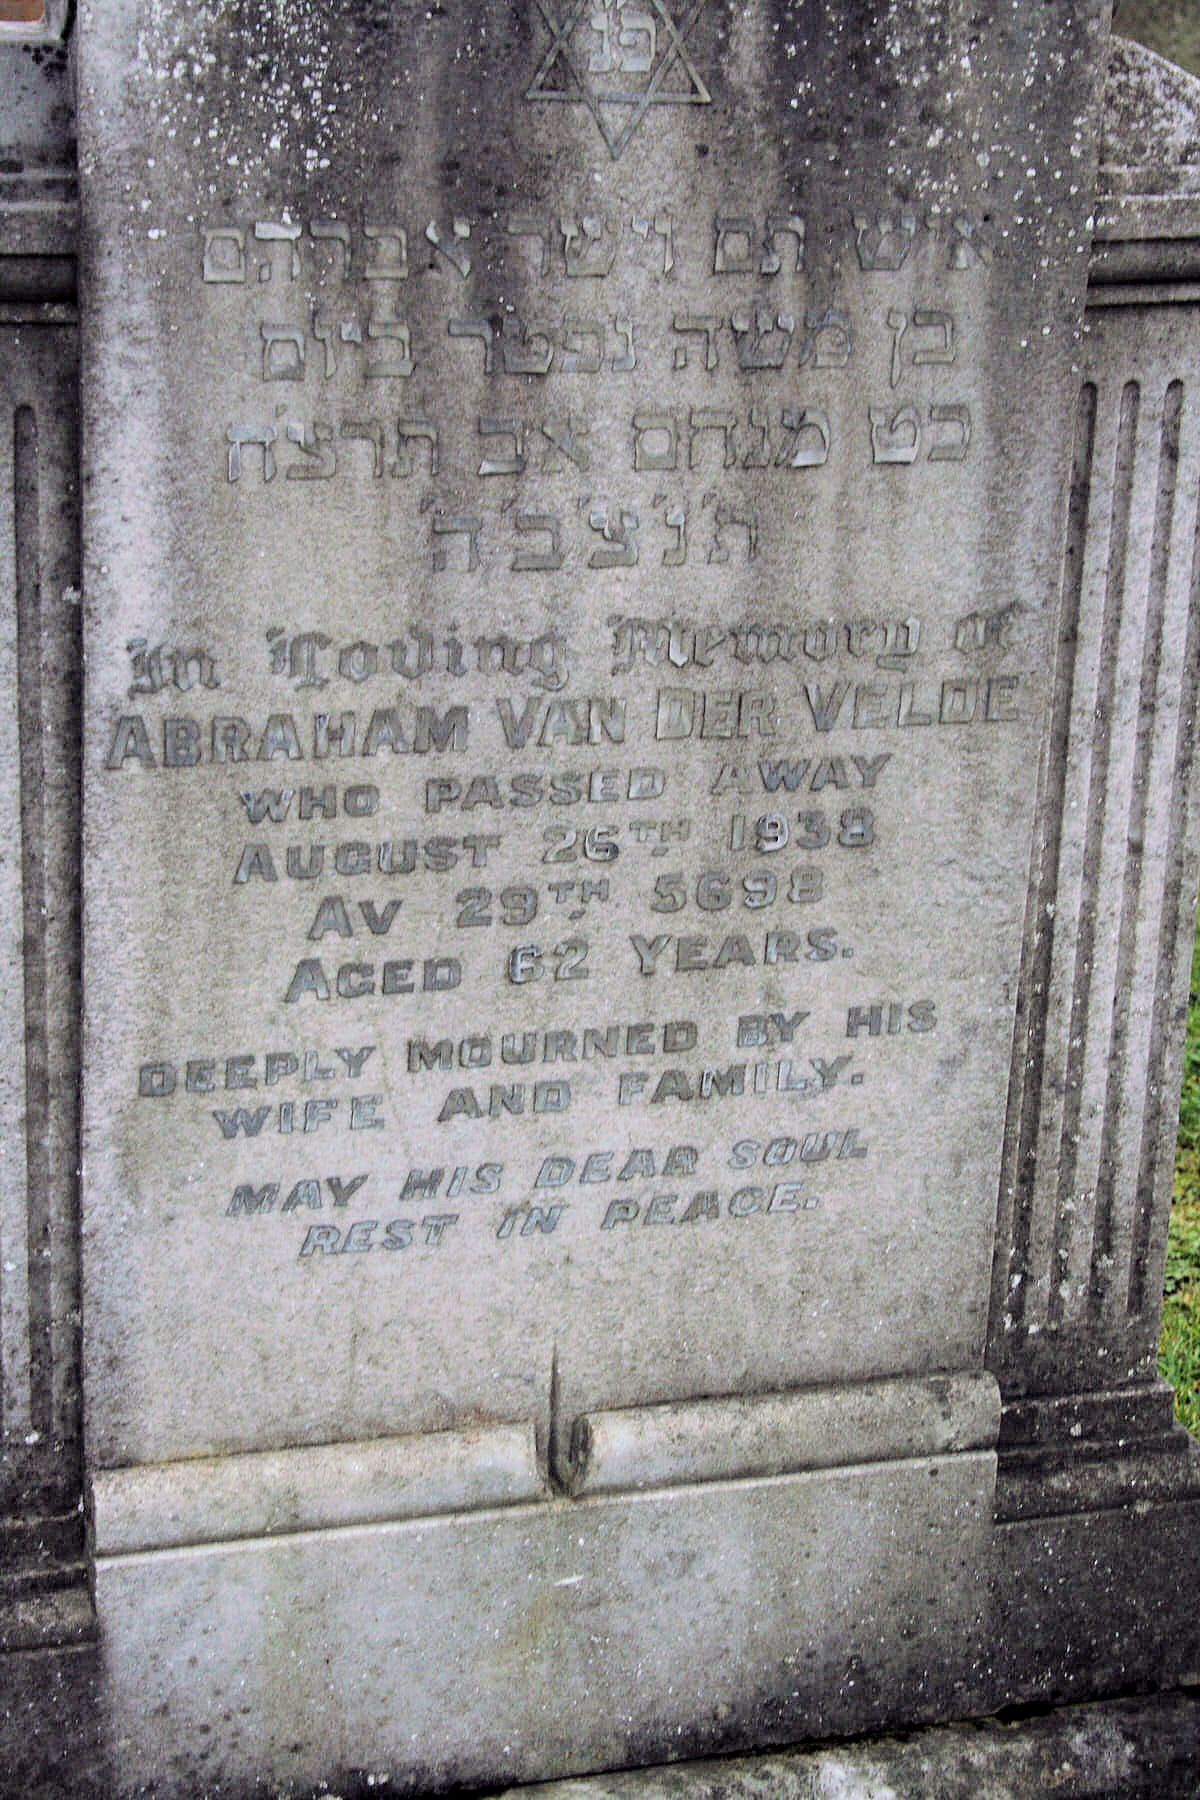 פנ
איש תם וישר אברהם
בן משה נפטר ביום
כט מנחם אב תרצ'ח
ת'נ'צ'ב'ה'
In Loving Memory of
ABRAHAM VAN DER VELDE
WHO PASSED AWAY
AUGUST 26TH 1938
AV 29TH 5698
AGED 62 YEARS.
DEEPLY MOURNED BY HIS
WIFE AND FAMILY.
MAY HIS DEAR SOUL
REST IN PEACE.